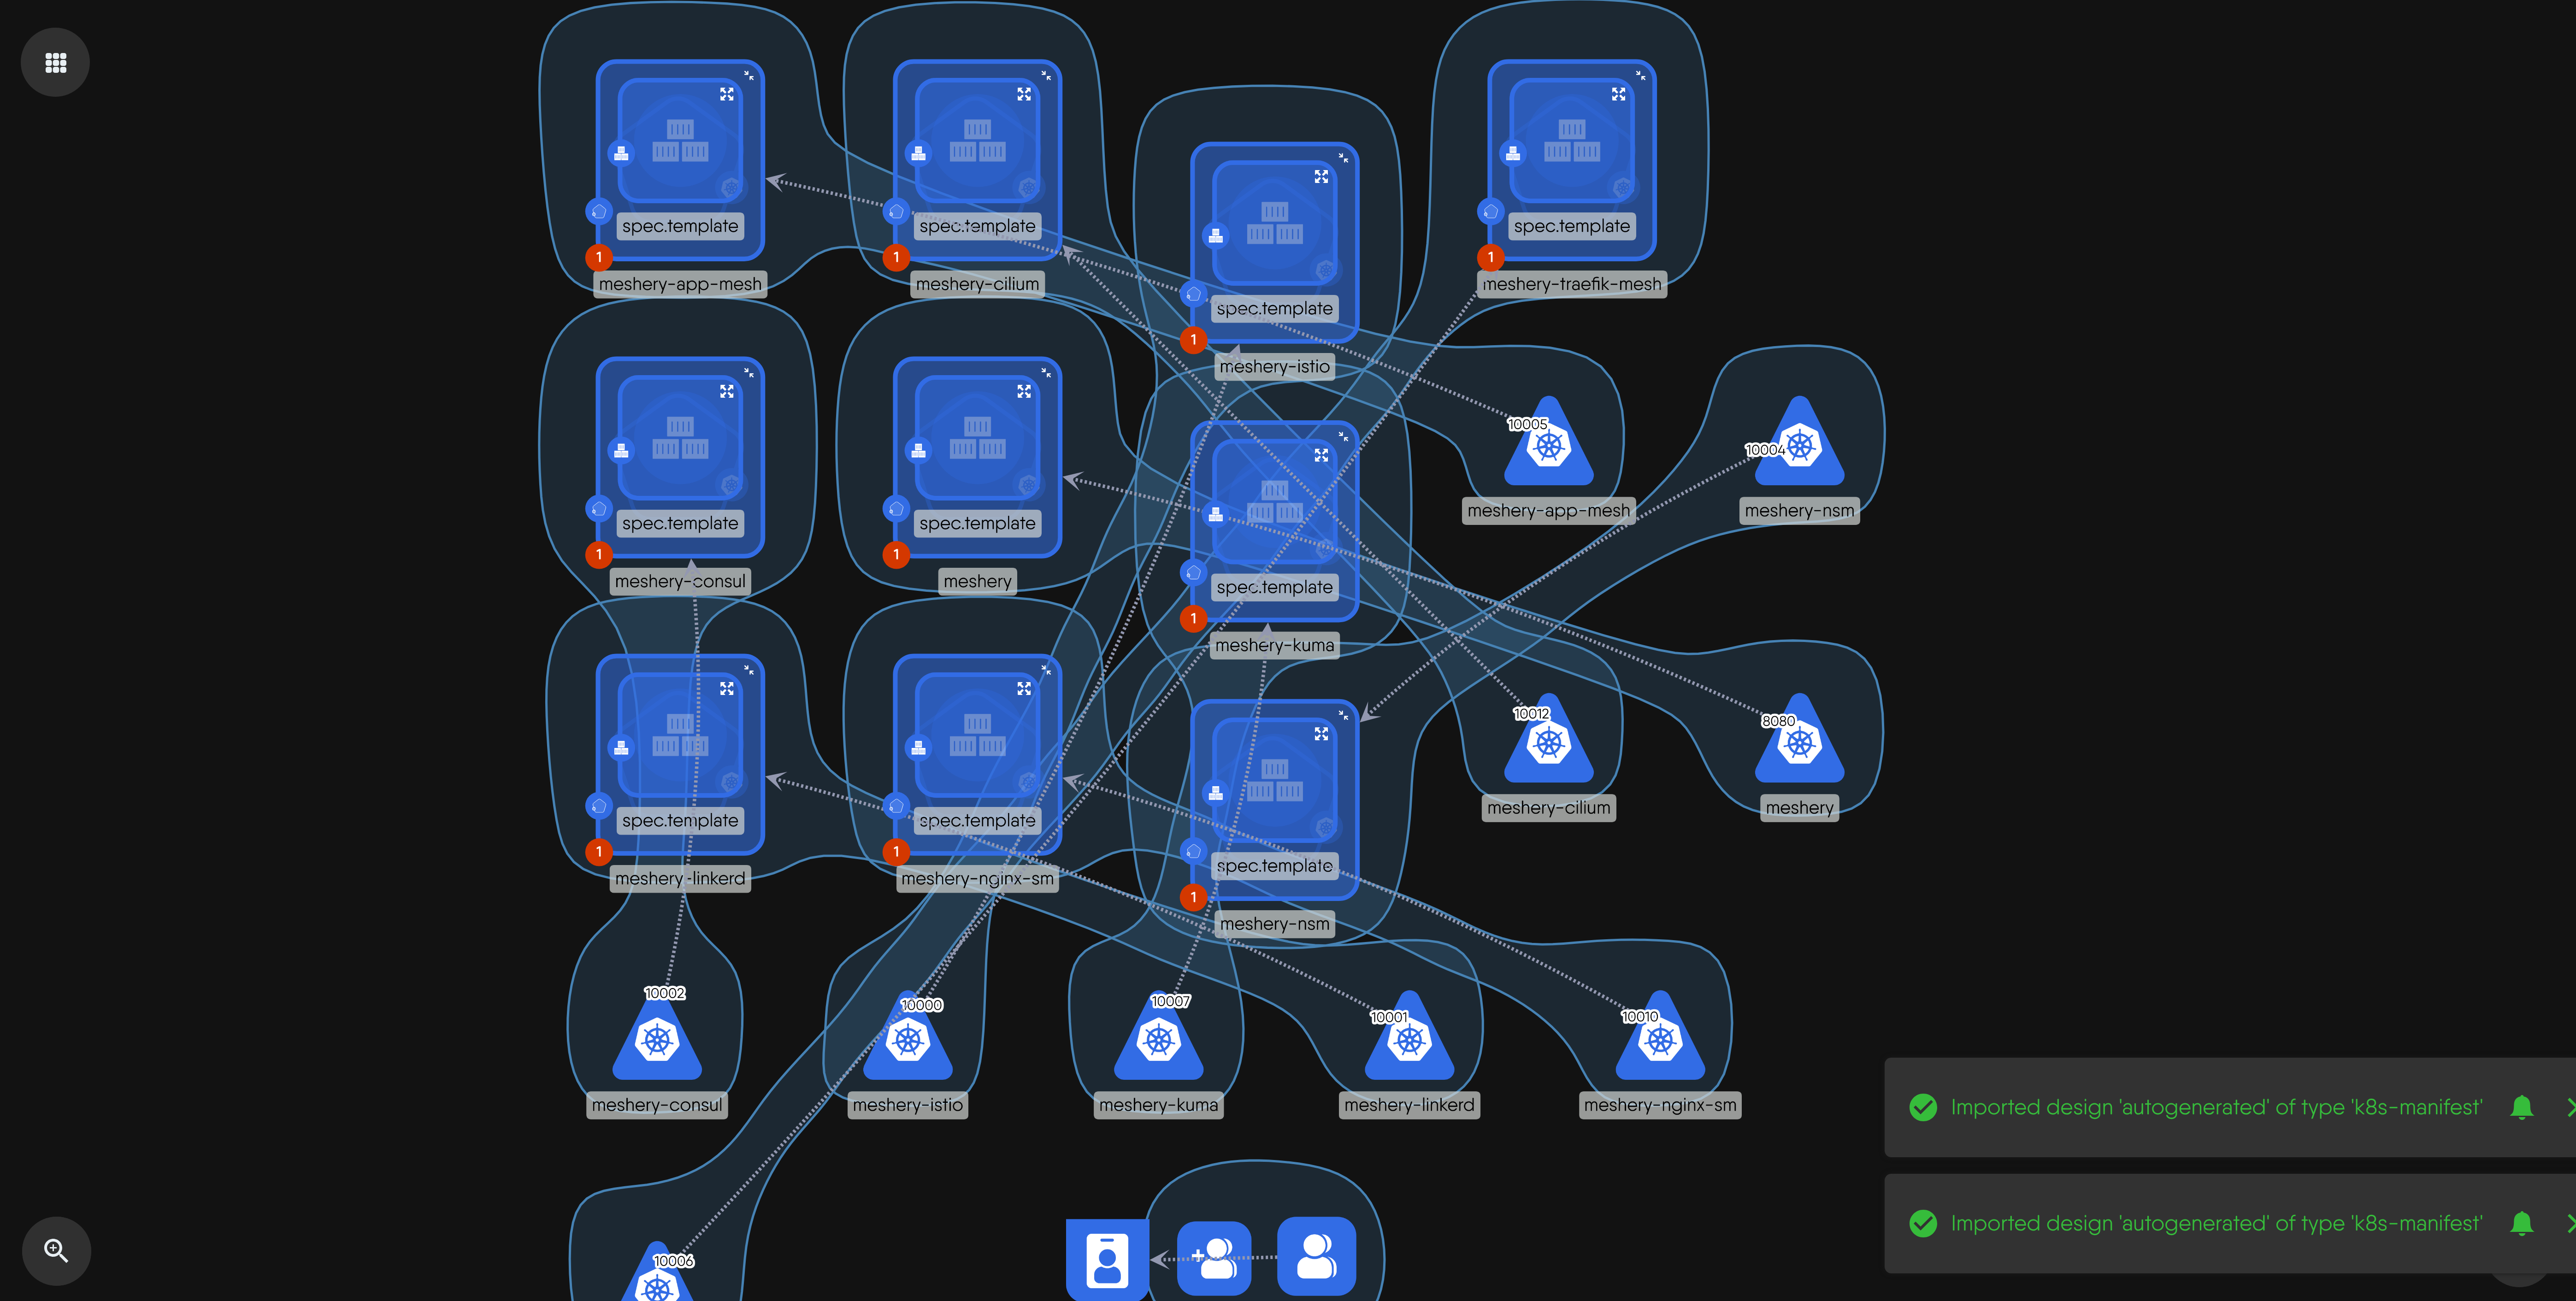 spec.template
1
meshery-app-mesh
spec.template
1
meshery-cilium
spec.template
1
meshery-istio
spec.template
1
meshery-traefik-mesh
spec.template
1
meshery-consul
spec.template
1
meshery
spec.template
1
meshery-kuma
10005
meshery-app-mesh
10004
meshery-nsm
spec.template
1
meshery-linkerd
spec.template
1
meshery-nginx-sm
spec.template
1
meshery-nsm
10012
meshery-cilium
8080
meshery
10002
meshery-consul
10000
meshery-istio
10007
meshery-kuma
10001
meshery-linkerd
10010
meshery-nginx-sm
10006
Imported design 'autogenerated' of type 'k8s-manifest'
Imported design 'autogenerated' of type 'k8s-manifest'